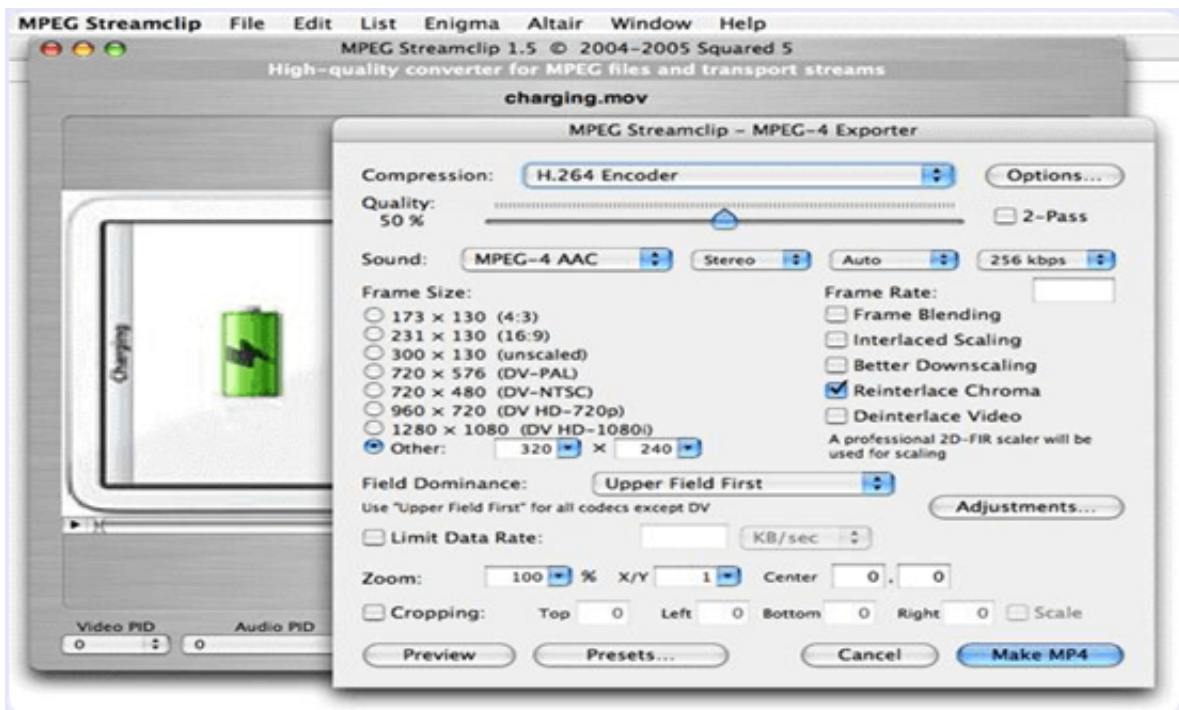 MPEG Streamclip File Edit List Enigma Altair Window Help
MPEG Streamclip 1.5 © 2004-2005 Squared 5
High-quality converter for MPEG files and transport streams
charging.mov
MPEG Streamclip - MPEG-4 Exporter
Compression: H.264 Encoder Options...
Quality:
50 % 2-Pass
Sound: MPEG-4 AAC Stereo Auto 256 kbps
Frame Size: Frame Rate:
173 × 130 (4:3) Frame Blending
231 × 130 (16:9) Interlaced Scaling
300 × 130 (unscaled)
Better Downscaling
720 × 576 (DV-PAL)
720 × 480 (DV-NTSC) Reinterlace Chroma
960 × 720 (DV HD-720p) Deinterlace Video
1280 × 1080 (DV HD-1080i)
Other: 320 × 240
A professional 2D-FIR scaler will be
used for scaling
Charging
Field Dominance: Upper Field First
Use "Upper Field First" for all codecs except DV Adjustments...
Limit Data Rate: KB/sec
Zoom: 100 % X/Y 1 Center 0 , 0
Cropping: Top 0 Left 0 Bottom 0 Right 0 Scale
Video PID Audio PID
0 0
Preview Presets... Cancel Make MP4